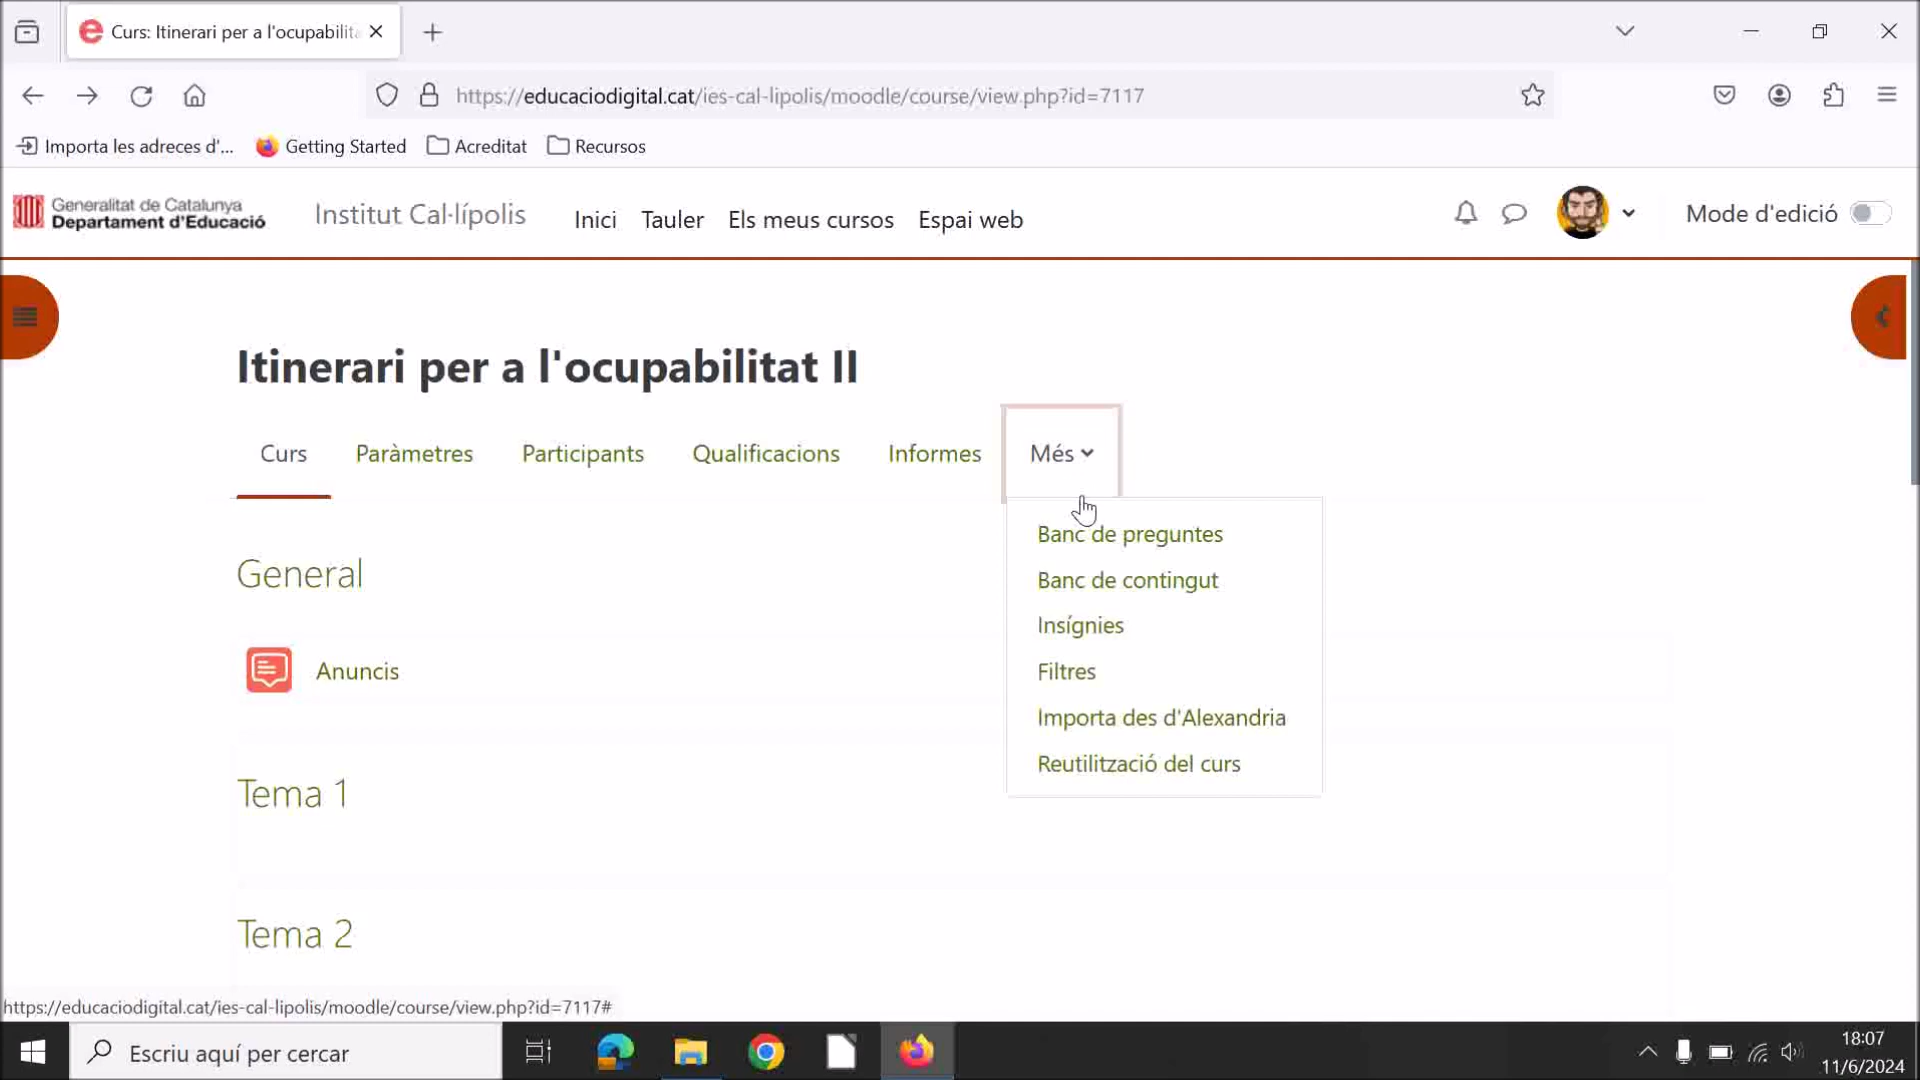 Curs: Itinerari per a l'ocupabilita
https://educaciodigital.cat/ies-cal-lipolis/moodle/course/view.php?id=7117
Importa les adreces d'...
Getting Started
Acreditat
Recursos
Generalitat de Catalunya
Departament d'Educació
Institut Cal·lípolis
Inici
Tauler
Els meus cursos
Espai web
Mode d'edició
Itinerari per a l'ocupabilitat II
Curs
Paràmetres
Participants
Qualificacions
Informes
Més
Banc de preguntes
Banc de contingut
Insígnies
Filtres
Importa des d'Alexandria
Reutilització del curs
General
Anuncis
Tema 1
Tema 2
https://educaciodigital.cat/ies-cal-lipolis/moodle/course/view.php?id=7117#
Escriu aquí per cercar
18:07
11/6/2024